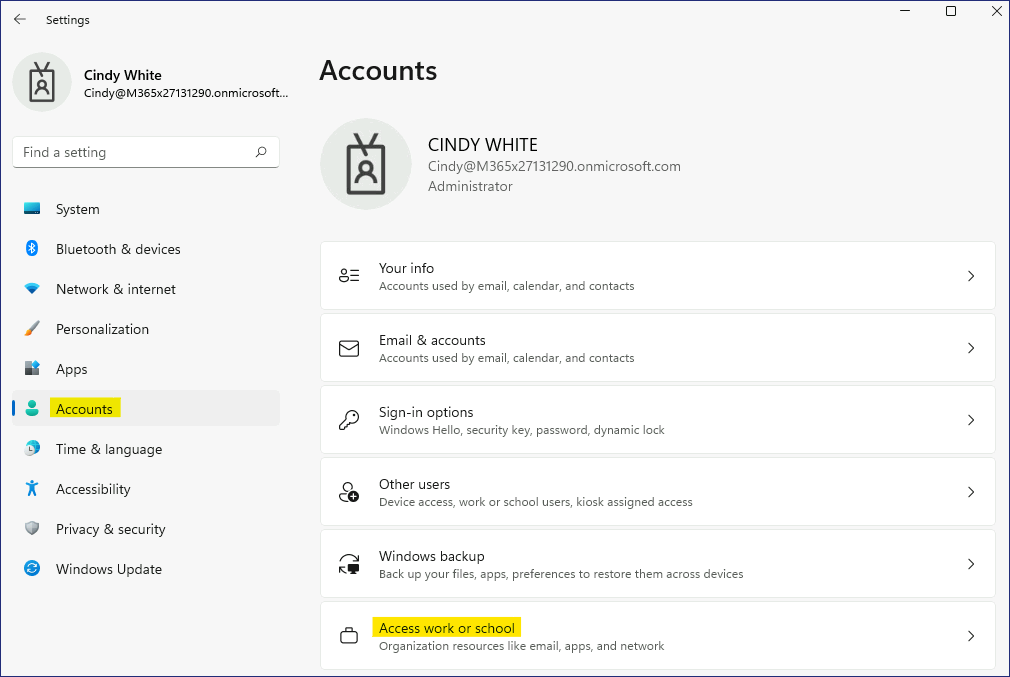 Settings
Cindy White
Cindy@M365x27131290.onmicrosoft...
Find a setting
System
Bluetooth & devices
Network & internet
Personalization
Apps
Accounts
Time & language
Accessibility
Privacy & security
Windows Update
Accounts
CINDY WHITE
Cindy@M365x27131290.onmicrosoft.com
Administrator
Your info
Accounts used by email, calendar, and contacts
Email & accounts
Accounts used by email, calendar, and contacts
Sign-in options
Windows Hello, security key, password, dynamic lock
Other users
Device access, work or school users, kiosk assigned access
Windows backup
Back up your files, apps, preferences to restore them across devices
Access work or school
Organization resources like email, apps, and network